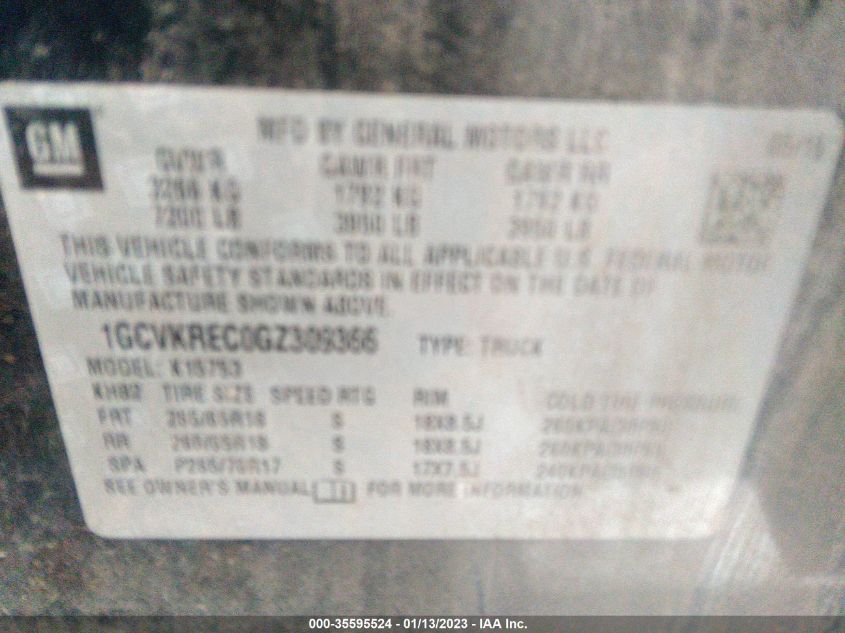 GM
MFD BY GENERAL MOTORS LLC
05/16
GVWR GAWR FRT GAWR RR
3266 KG 1792 KG 1792 KG
7200 LB 3950 LB 3950 LB
THIS VEHICLE CONFORMS TO ALL APPLICABLE U.S. FEDERAL MOTOR
VEHICLE SAFETY STANDARDS IN EFFECT ON THE DATE OF
MANUFACTURE SHOWN ABOVE.
1GCVKREC0GZ309366 TYPE: TRUCK
MODEL: K15753
TIRE SIZE SPEED RTG RIM COLD TIRE PRESSURE
FRT 265/65R18 S 18X8.5J
RR 265/65R18 S 18X8.5J
SPA P265/70R17 S 17X7.5J
SEE OWNER'S MANUAL FOR MORE INFORMATION
000-35595524 - 01/13/2023 - IAA Inc.